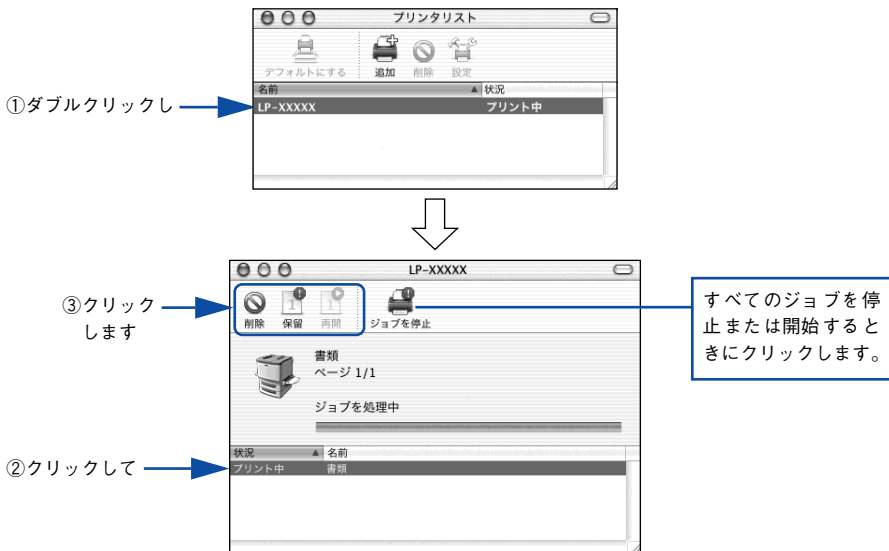 プリンタリスト
デフォルトにする 追加 削除 設定
名前 状況
①ダブルクリックし
LP-XXXXX プリント中
LP-XXXXX
③クリック
します
1 1
削除 保留 再開 ジョブを停止
すべてのジョブを停
止または開始すると
きにクリックします。
書類
ページ 1/1
ジョブを処理中
状況 名前
②クリックして
プリント中 書類